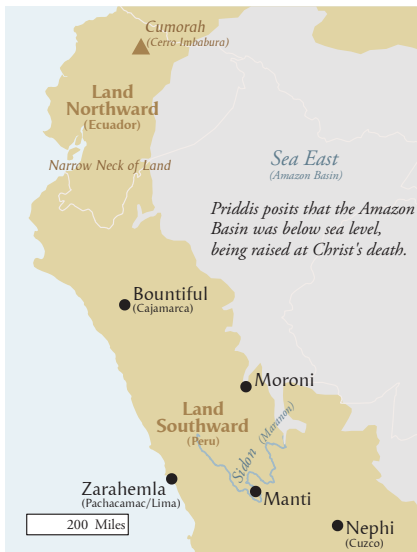 Cumorah
(Cerro Imbabura)
Land
Northward
(Ecuador)
Narrow Neck of Land
Sea East
(Amazon Basin)
Priddis posits that the Amazon
Basin was below sea level,
being raised at Christ's death.
Bountiful
(Cajamarca)
Moroni
Land
Southward
(Peru)
Sidon (Maranon)
Zarahemla
(Pachacamac/Lima)
Manti
200 Miles
Nephi
(Cuzco)